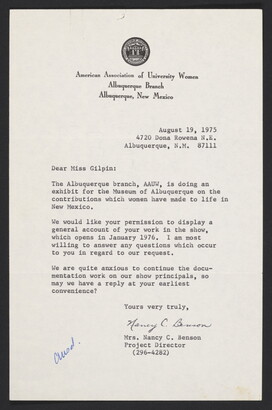 American Association of University Women
Albuquerque Branch
Albuquerque, New Mexico
August 19, 1975
4720 Dona Rowena N.E.
Albuquerque, N.M. 87111
Dear Miss Gilpin:
The Albuquerque branch, AAUW, is doing an
exhibit for the Museum of Albuquerque on the
contributions which women have made to life in
New Mexico.
We would like your permission to display a
general account of your work in the show,
which opens in January 1976. I am most
willing to answer any questions which occur
to you in regard to our request.
We are quite anxious to continue the docu-
mentation work on our show principals, so
may we have a reply at your earliest
convenience?
Yours very truly,
Nancy C. Benson
Mrs. Nancy C. Benson
Project Director
(296-4282)